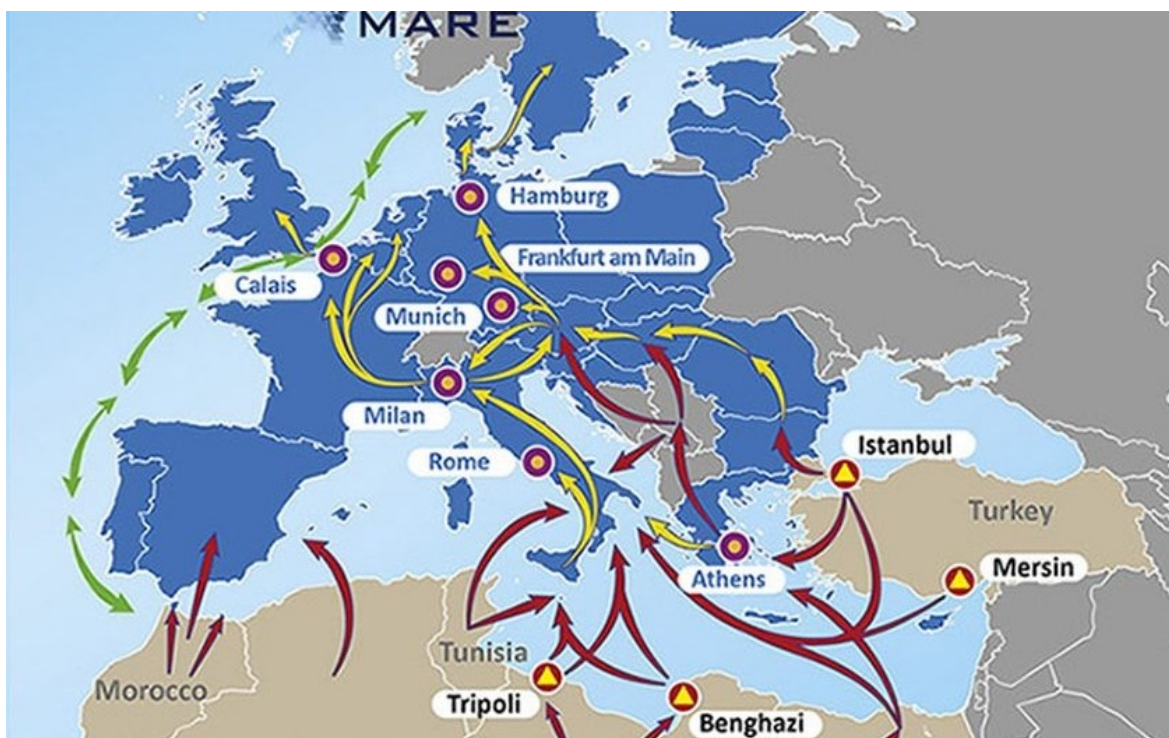 MARE
Hamburg
Frankfurt am Main
Calais
Munich
Milan
Istanbul
Rome
Turkey
Mersin
Athens
Tunisia
Morocco
Tripoli
Benghazi